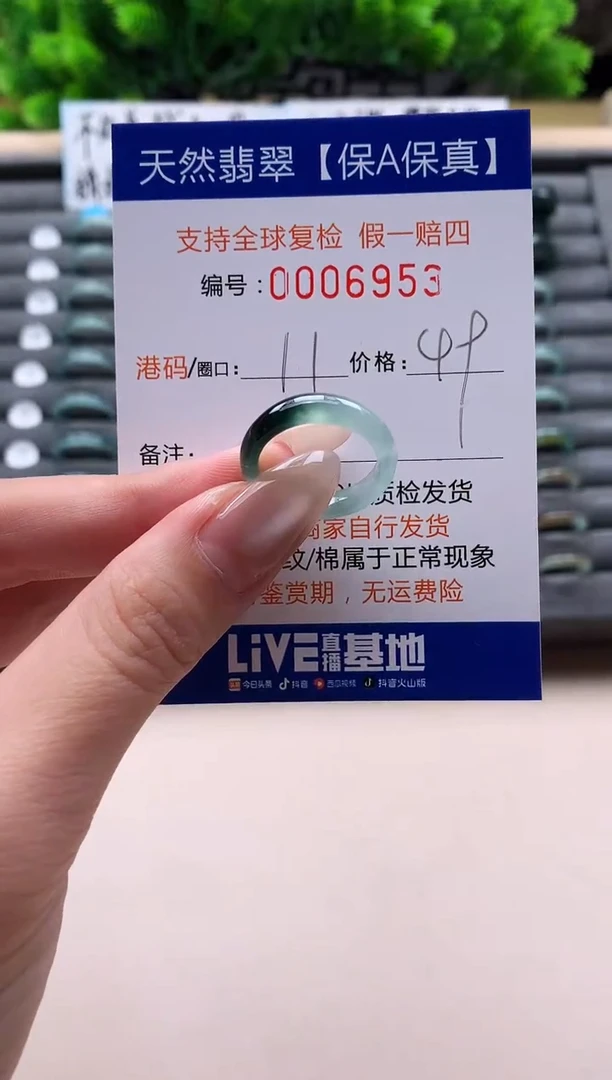 天然翡翠【保A保真】
支持全球复检 假一赔四
编号:0006953
港码/圈口: 11 价格: 49
备注:
质检发货
商家自行发货
纹/棉属于正常现象
鉴赏期，无运费险
LiVE直播基地
今日头条 抖音 西瓜视频 抖音火山版